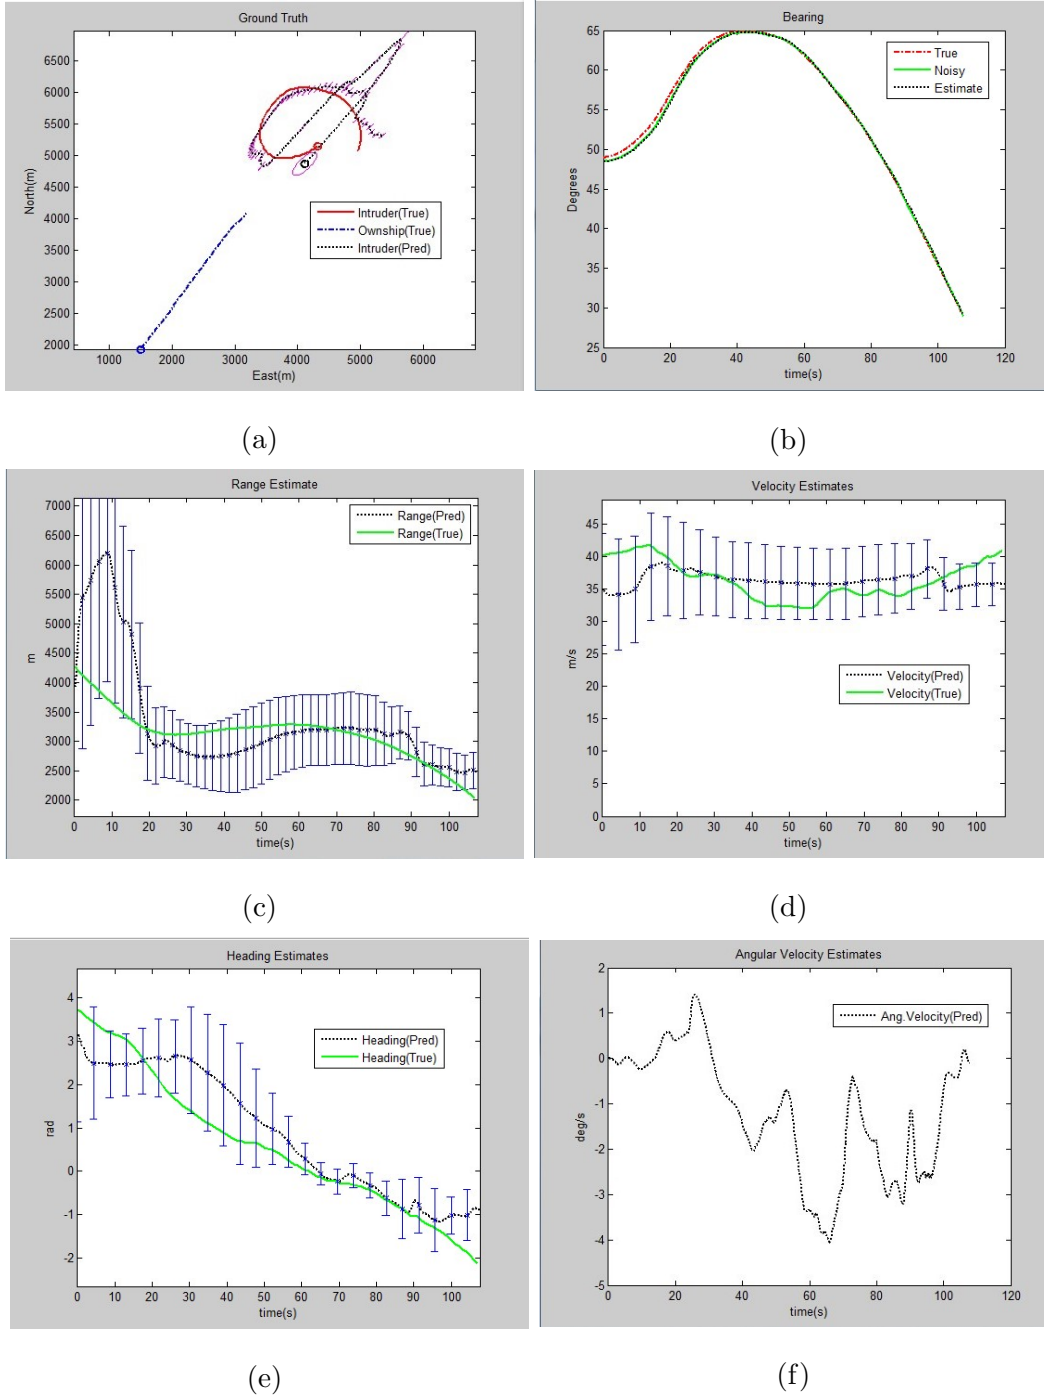 Ground Truth
6500
6000
5500
5000
4500
4000
3500
3000
2500
2000
North(m)
1000 2000 3000 4000 5000 6000
East(m)
Intruder(True)
Ownship(True)
Intruder(Pred)
(a)
Bearing
65
60
55
50
45
40
35
30
25
Degrees
0 20 40 60 80 100 120
time(s)
True
Noisy
Estimate
(b)
Range Estimate
7000
6500
6000
5500
5000
4500
4000
3500
3000
2500
2000
m
0 10 20 30 40 50 60 70 80 90 100
time(s)
Range(Pred)
Range(True)
(c)
Velocity Estimates
45
40
35
30
25
20
15
10
5
0
m/s
0 10 20 30 40 50 60 70 80 90 100
time(s)
Velocity(Pred)
Velocity(True)
(d)
Heading Estimates
4
3
2
1
0
-1
-2
rad
0 10 20 30 40 50 60 70 80 90 100
time(s)
Heading(Pred)
Heading(True)
(e)
Angular Velocity Estimates
2
1
0
-1
-2
-3
-4
-5
deg/s
0 20 40 60 80 100 120
time(s)
Ang.Velocity(Pred)
(f)